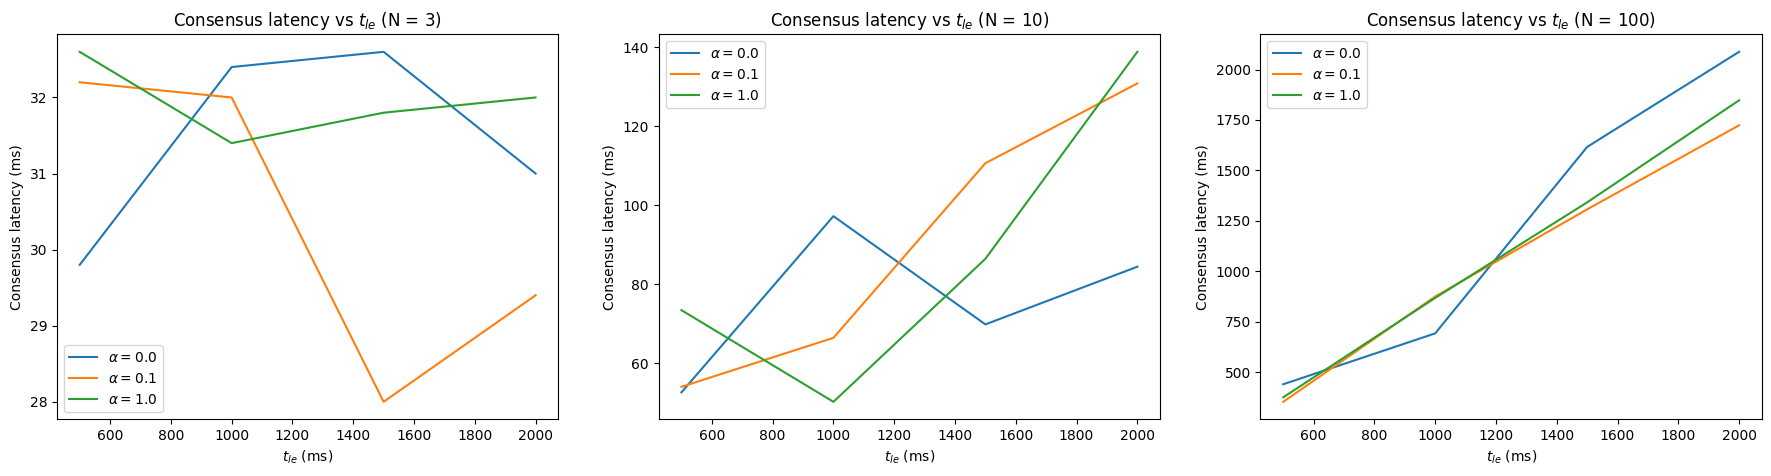 Consensus latency vs t_le (N = 3)
Consensus latency (ms)
32
31
30
29
28
α = 0.0
α = 0.1
α = 1.0
600 800 1000 1200 1400 1600 1800 2000
t_le (ms)
Consensus latency vs t_le (N = 10)
Consensus latency (ms)
140
120
100
80
60
α = 0.0
α = 0.1
α = 1.0
600 800 1000 1200 1400 1600 1800 2000
t_le (ms)
Consensus latency vs t_le (N = 100)
Consensus latency (ms)
2000
1750
1500
1250
1000
750
500
α = 0.0
α = 0.1
α = 1.0
600 800 1000 1200 1400 1600 1800 2000
t_le (ms)